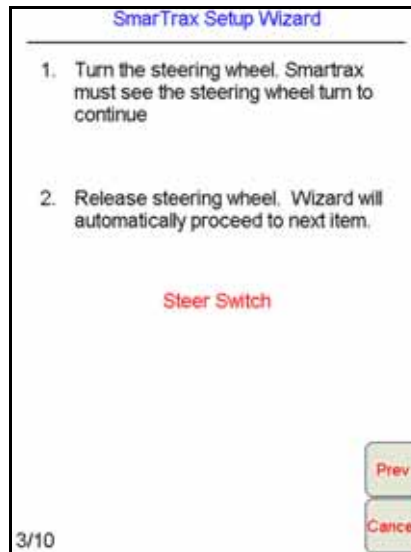 SmarTrax Setup Wizard
1. Turn the steering wheel. Smartrax
must see the steering wheel turn to
continue
2. Release steering wheel. Wizard will
automatically proceed to next item.
Steer Switch
Prev
Cance
3/10